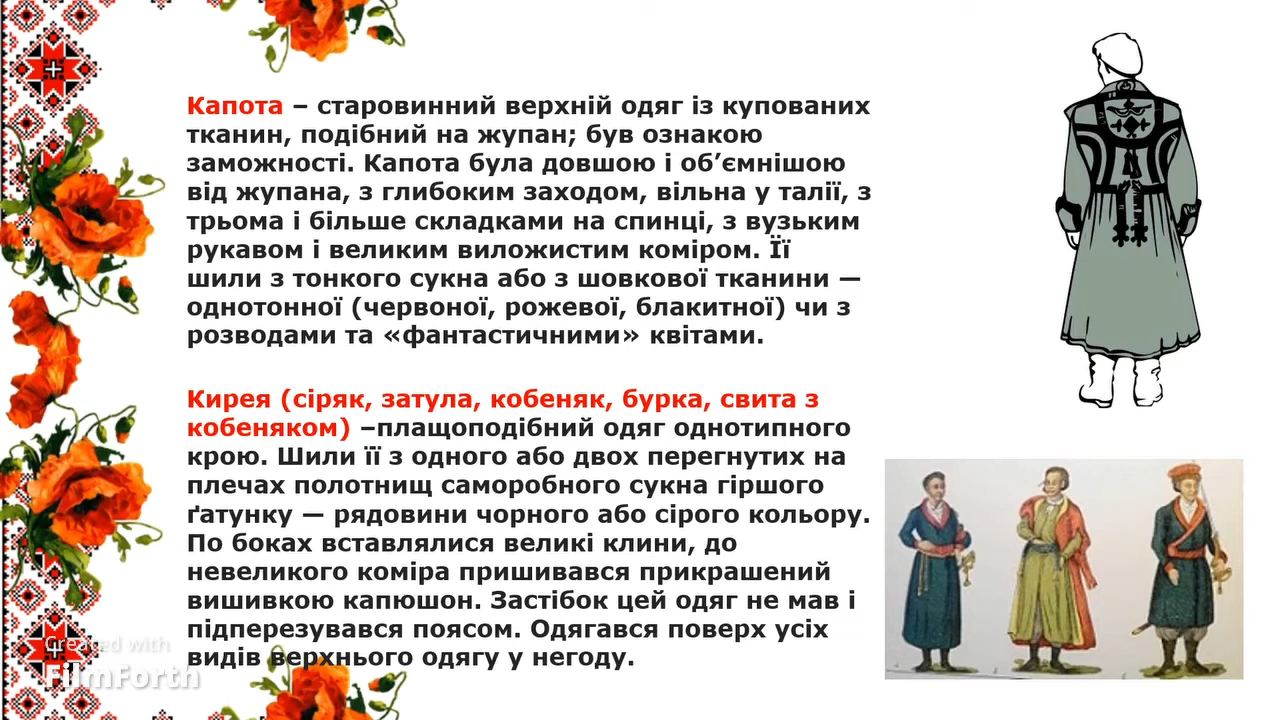 Капота – старовинний верхній одяг із купованих
тканин, подібний на жупан; був ознакою
заможності. Капота була довшою і об’ємнішою
від жупана, з глибоким заходом, вільна у талії, з
трьома і більше складками на спинці, з вузьким
рукавом і великим виложистим коміром. Її
шили з тонкого сукна або з шовкової тканини —
однотонної (червоної, рожевої, блакитної) чи з
розводами та «фантастичними» квітами.
Кирея (сіряк, затула, кобеняк, бурка, свита з
кобеняком) –плащоподібний одяг однотипного
крою. Шили її з одного або двох перегнутих на
плечах полотнищ саморобного сукна гіршого
ґатунку — рядовини чорного або сірого кольору.
По боках вставлялися великі клини, до
невеликого коміра пришивався прикрашений
вишивкою капюшон. Застібок цей одяг не мав і
підперезувався поясом. Одягався поверх усіх
видів верхнього одягу у негоду.
Created with
FilmForth